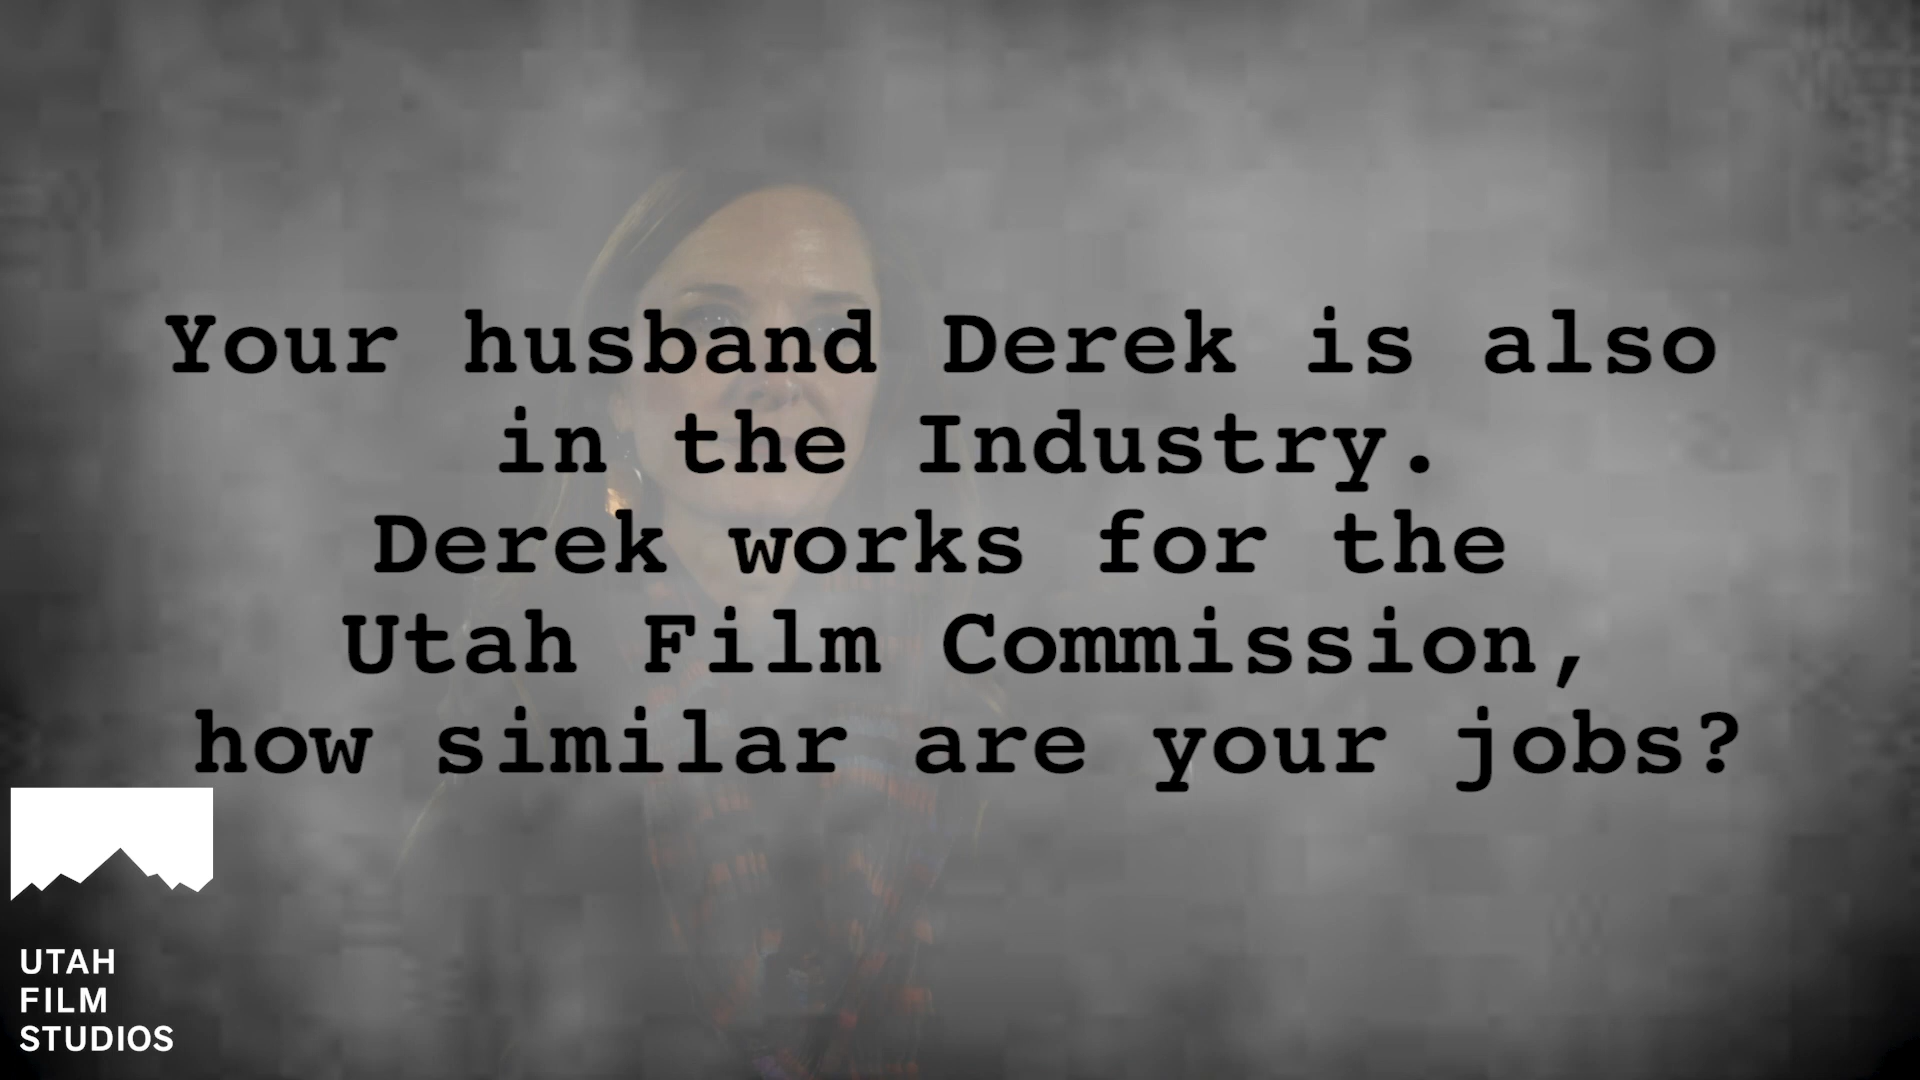 Your husband Derek is also
in the Industry.
Derek works for the
Utah Film Commission,
how similar are your jobs?
UTAH
FILM
STUDIOS